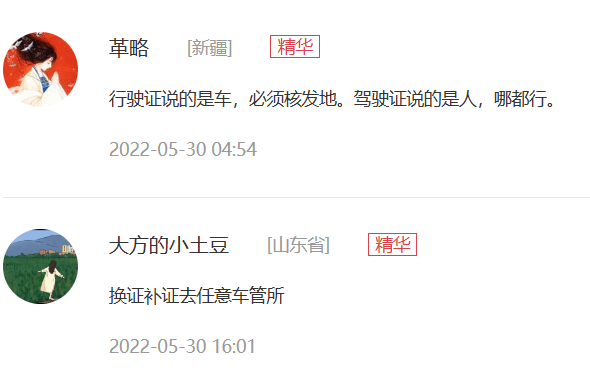 革略 [新疆] 精华
行驶证说的是车，必须核发地。驾驶证说的是人，哪都行。
2022-05-30 04:54
大方的小土豆 [山东省] 精华
换证补证去任意车管所
2022-05-30 16:01